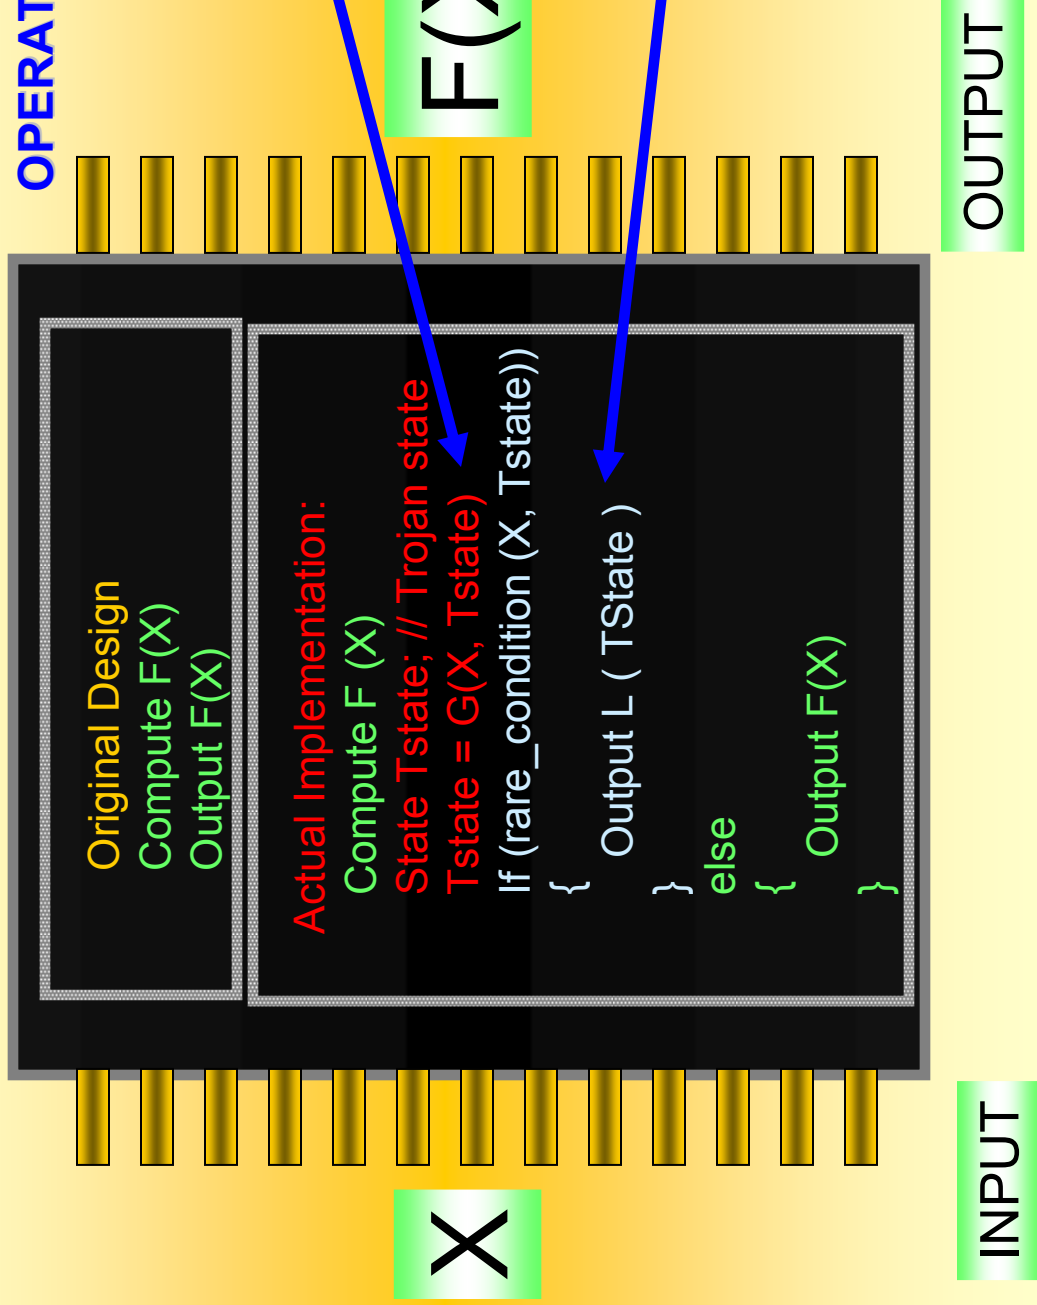 OPERAT
Original Design
Compute F(X)
Output F(X)
Actual Implementation:
Compute F (X)
State Tstate; // Trojan state
Tstate = G(X, Tstate)
If (rare_condition (X, Tstate))
{
Output L ( TState )
}
else
{
Output F(X)
}
X
F(X
INPUT
OUTPUT